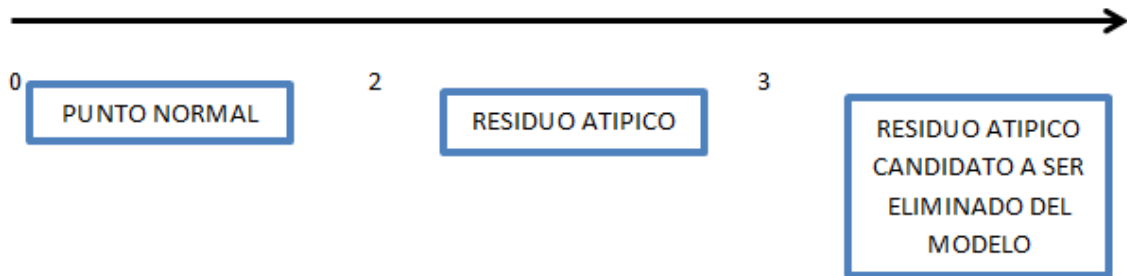 0
2
3
PUNTO NORMAL
RESIDUO ATIPICO
RESIDUO ATIPICO
CANDIDATO A SER
ELIMINADO DEL
MODELO